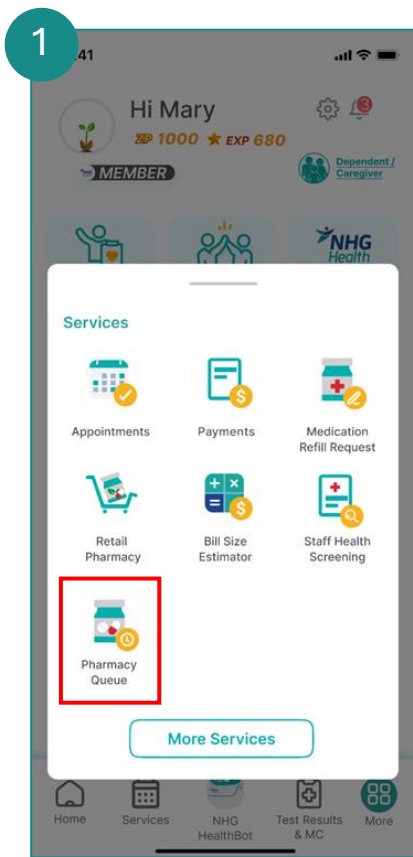 1
41
Hi Mary
3
ZIP 1000 EXP 680
MEMBER
Dependent /
Caregiver
NHG
Health
Services
Appointments
Payments
Medication
Refill Request
Retail
Pharmacy
Bill Size
Estimator
Staff Health
Screening
Pharmacy
Queue
More Services
Home
Services
NHG
HealthBot
Test Results
& MC
More